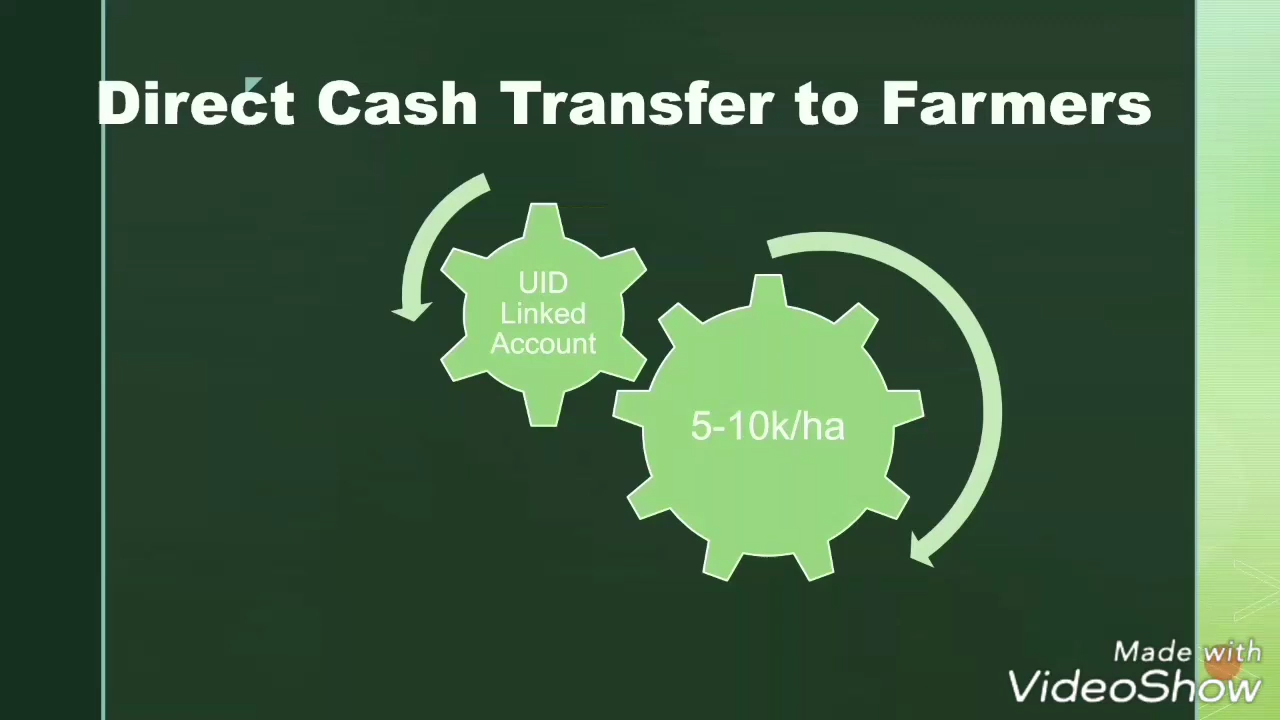 Direct Cash Transfer to Farmers
UID
Linked
Account
5-10k/ha
Made with
VideoShow